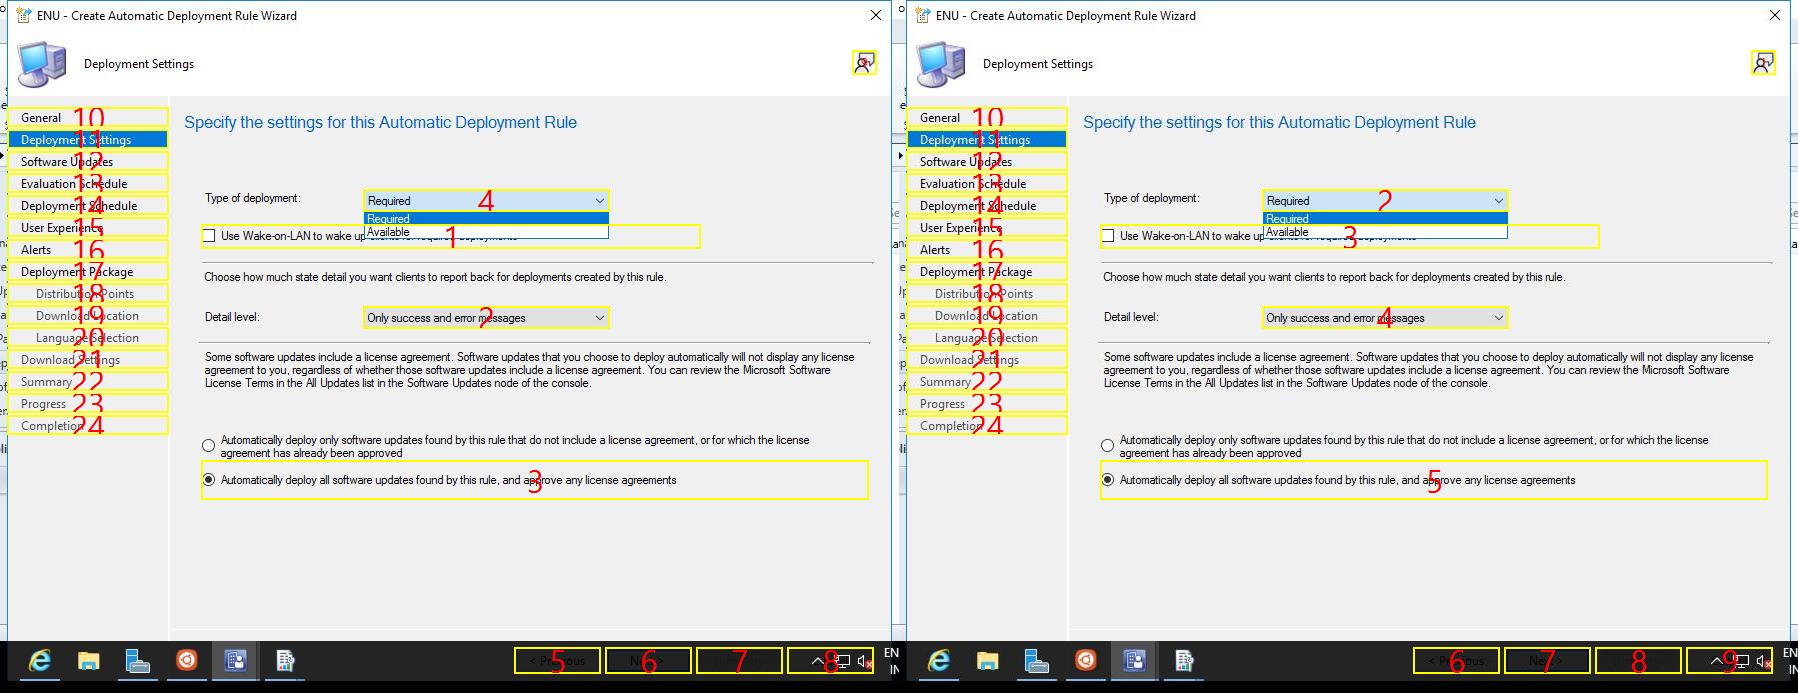 ENU - Create Automatic Deployment Rule Wizard
Deployment Settings
General
10
Deployment Settings
11
Software Updates
12
Evaluation Schedule
13
Deployment Schedule
14
User Experience
15
Alerts
16
Deployment Package
17
Distribution Points
18
Download Location
19
Language Selection
20
Download Settings
21
Summary
22
Progress
23
Completion
24
Specify the settings for this Automatic Deployment Rule
Type of deployment:
Required
4
Required
Available
1
Use Wake-on-LAN to wake up clients for required deployments
Choose how much state detail you want clients to report back for deployments created by this rule.
Detail level:
Only success and error messages
2
Some software updates include a license agreement. Software updates that you choose to deploy automatically will not display any license
agreement to you, regardless of whether those software updates include a license agreement. You can review the Microsoft Software
License Terms in the All Updates list in the Software Updates node of the console.
Automatically deploy only software updates found by this rule that do not include a license agreement, or for which the license
agreement has already been approved
Automatically deploy all software updates found by this rule, and approve any license agreements
3
< Previous
5
Next >
6
7
8
EN
IN
ENU - Create Automatic Deployment Rule Wizard
Deployment Settings
General
10
Deployment Settings
11
Software Updates
12
Evaluation Schedule
13
Deployment Schedule
14
User Experience
15
Alerts
16
Deployment Package
17
Distribution Points
18
Download Location
19
Language Selection
20
Download Settings
21
Summary
22
Progress
23
Completion
24
Specify the settings for this Automatic Deployment Rule
Type of deployment:
Required
2
Required
Available
3
Use Wake-on-LAN to wake up clients for required deployments
Choose how much state detail you want clients to report back for deployments created by this rule.
Detail level:
Only success and error messages
4
Some software updates include a license agreement. Software updates that you choose to deploy automatically will not display any license
agreement to you, regardless of whether those software updates include a license agreement. You can review the Microsoft Software
License Terms in the All Updates list in the Software Updates node of the console.
Automatically deploy only software updates found by this rule that do not include a license agreement, or for which the license
agreement has already been approved
Automatically deploy all software updates found by this rule, and approve any license agreements
5
< Previous
6
Next >
7
8
9
EN
IN